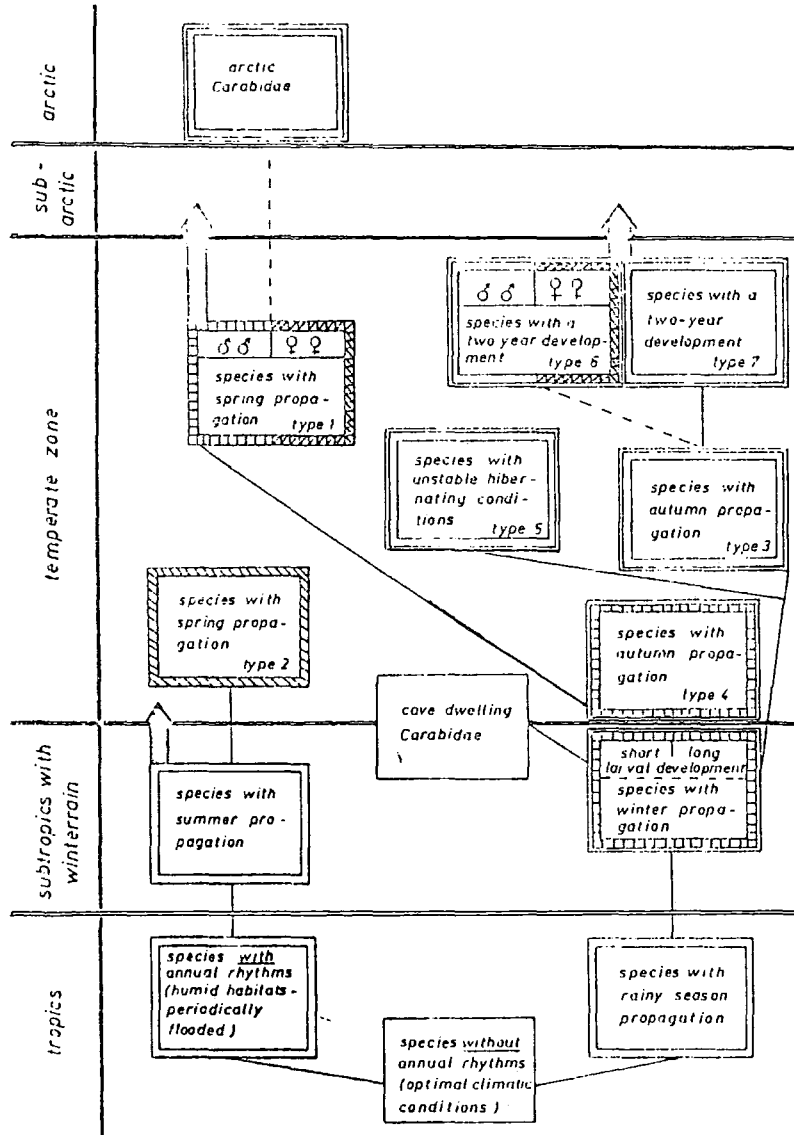 arctic
arctic
Carabidae
sub-
arctic
temperate zone
♂ ♂ ♀ ♀
species with
spring propa-
gation
type 1
♂ ♂ ♀ ♀
species with a
two year develop-
ment
type 6
species with a
two-year
development
type 7
species with
unstable hiber-
nating condi-
tions
type 5
species with
autumn propa-
gation
type 3
species with
spring propa-
gation
type 2
species with
autumn propa-
gation
type 4
cave dwelling
Carabidae
subtropics with
winterrain
species with
summer pro-
pagation
short long
larval development
species with
winter propa-
gation
tropics
species with
annual rhythms
(humid habitats-
periodically
flooded)
species without
annual rhythms
(optimal climatic
conditions)
species with
rainy season
propagation